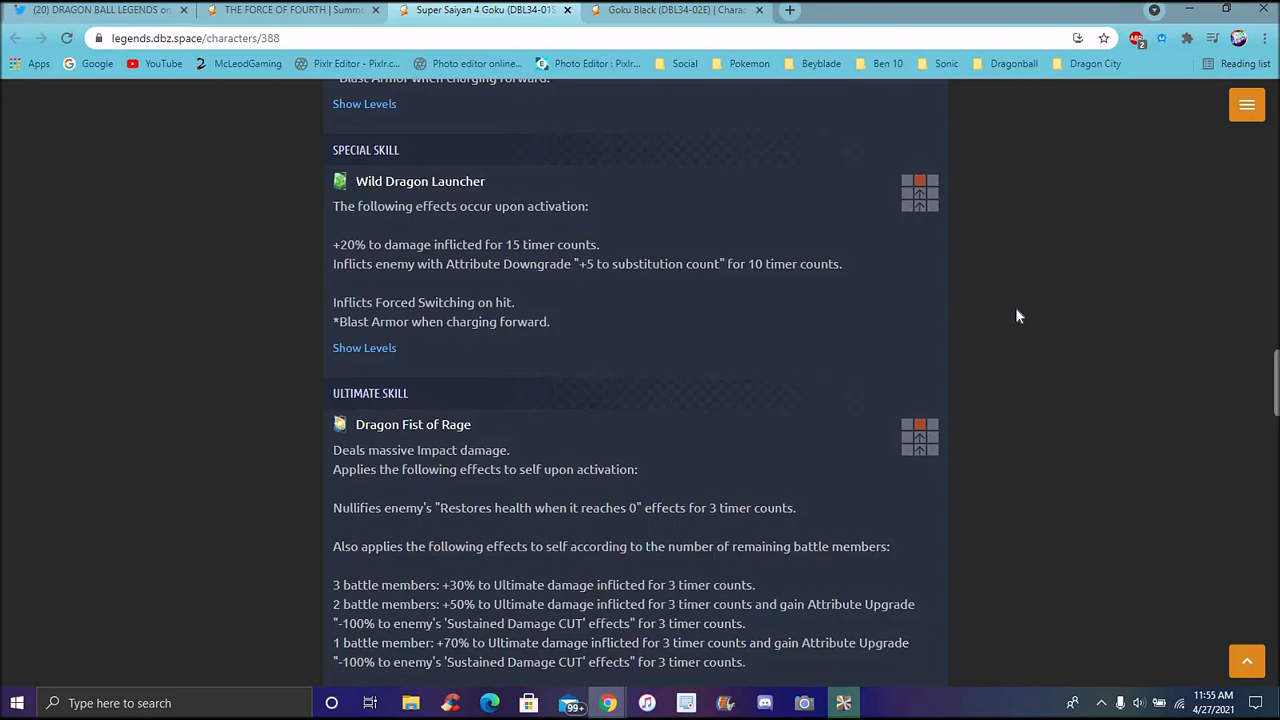 (20) DRAGON BALL LEGENDS on
THE FORCE OF FOURTH | Summo
Super Saiyan 4 Goku (DBL34-01S
Goku Black (DBL34-02E) | Charac
legends.dbz.space/characters/388
ABP
2
Apps
Google
YouTube
McLeodGaming
Pixlr Editor - Pixlr.c...
Photo editor online...
Photo Editor : Pixlr...
Social
Pokemon
Beyblade
Ben 10
Sonic
Dragonball
Dragon City
Reading list
*Blast Armor when charging forward.
Show Levels
SPECIAL SKILL
Wild Dragon Launcher
The following effects occur upon activation:
+20% to damage inflicted for 15 timer counts.
Inflicts enemy with Attribute Downgrade "+5 to substitution count" for 10 timer counts.
Inflicts Forced Switching on hit.
*Blast Armor when charging forward.
Show Levels
ULTIMATE SKILL
Dragon Fist of Rage
Deals massive Impact damage.
Applies the following effects to self upon activation:
Nullifies enemy's "Restores health when it reaches 0" effects for 3 timer counts.
Also applies the following effects to self according to the number of remaining battle members:
3 battle members: +30% to Ultimate damage inflicted for 3 timer counts.
2 battle members: +50% to Ultimate damage inflicted for 3 timer counts and gain Attribute Upgrade
"-100% to enemy's 'Sustained Damage CUT' effects" for 3 timer counts.
1 battle member: +70% to Ultimate damage inflicted for 3 timer counts and gain Attribute Upgrade
"-100% to enemy's 'Sustained Damage CUT' effects" for 3 timer counts.
Type here to search
99+
11:55 AM
4/27/2021